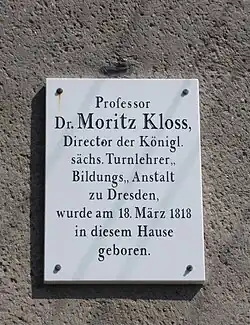 Professor
Dr. Moritz Kloss,
Director der Königl.
sächs. Turnlehrer„
Bildungs„ Anstalt
zu Dresden,
wurde am 18. März 1818
in diesem Hause
geboren.